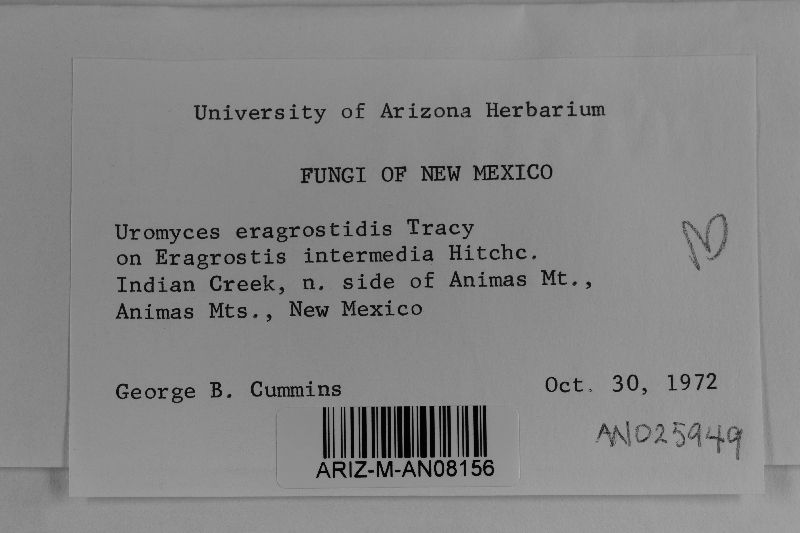 University of Arizona Herbarium
FUNGI OF NEW MEXICO
Uromyces eragrostidis Tracy
on Eragrostis intermedia Hitchc.
Indian Creek, n. side of Animas Mt.,
Animas Mts., New Mexico
George B. Cummins
Oct. 30, 1972
AN025949
ARIZ-M-AN08156